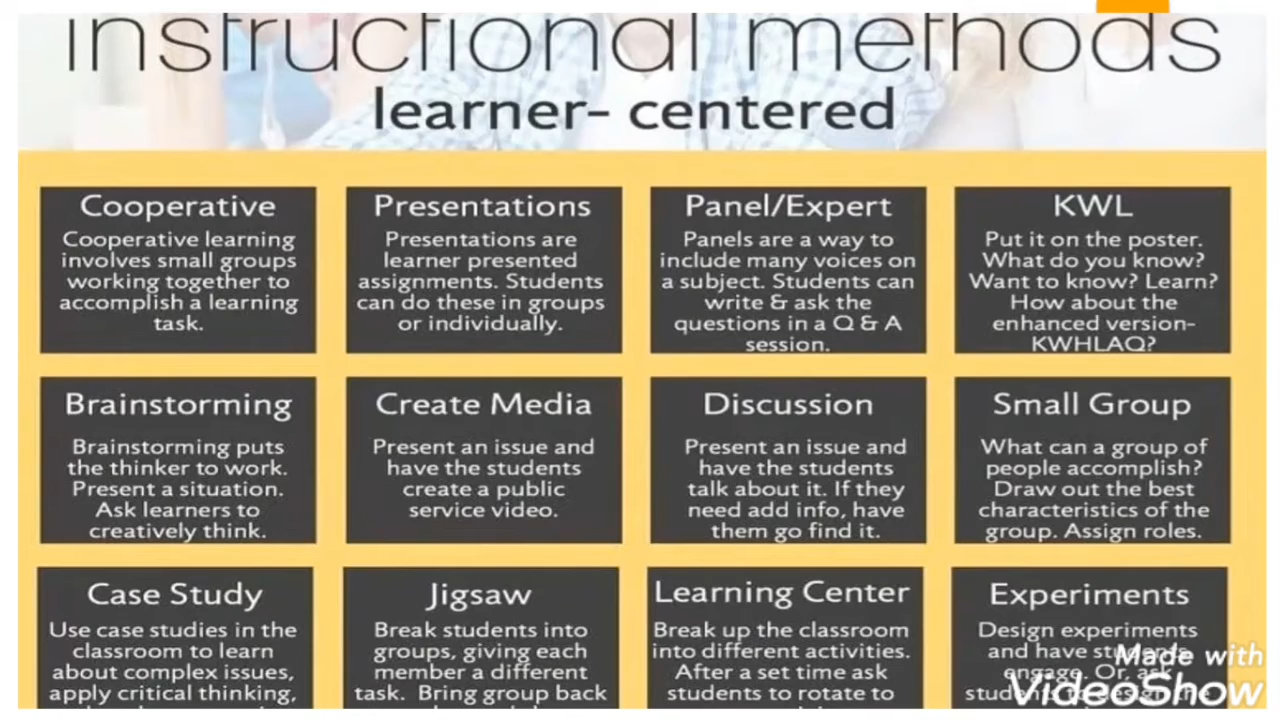 instructional methods
learner- centered
Cooperative
Cooperative learning
involves small groups
working together to
accomplish a learning
task.
Presentations
Presentations are
learner presented
assignments. Students
can do these in groups
or individually.
Panel/Expert
Panels are a way to
include many voices on
a subject. Students can
write & ask the
questions in a Q & A
session.
KWL
Put it on the poster.
What do you know?
Want to know? Learn?
How about the
enhanced version-
KWHLAQ?
Brainstorming
Brainstorming puts
the thinker to work.
Present a situation.
Ask learners to
creatively think.
Create Media
Present an issue and
have the students
create a public
service video.
Discussion
Present an issue and
have the students
talk about it. If they
need add info, have
them go find it.
Small Group
What can a group of
people accomplish?
Draw out the best
characteristics of the
group. Assign roles.
Case Study
Use case studies in the
classroom to learn
about complex issues,
apply critical thinking,
Jigsaw
Break students into
groups, giving each
member a different
task. Bring group back
Learning Center
Break up the classroom
into different activities.
After a set time ask
students to rotate to
Experiments
Design experiments
and have students
engage. Or, ask
students to design the
Made with
VideoShow